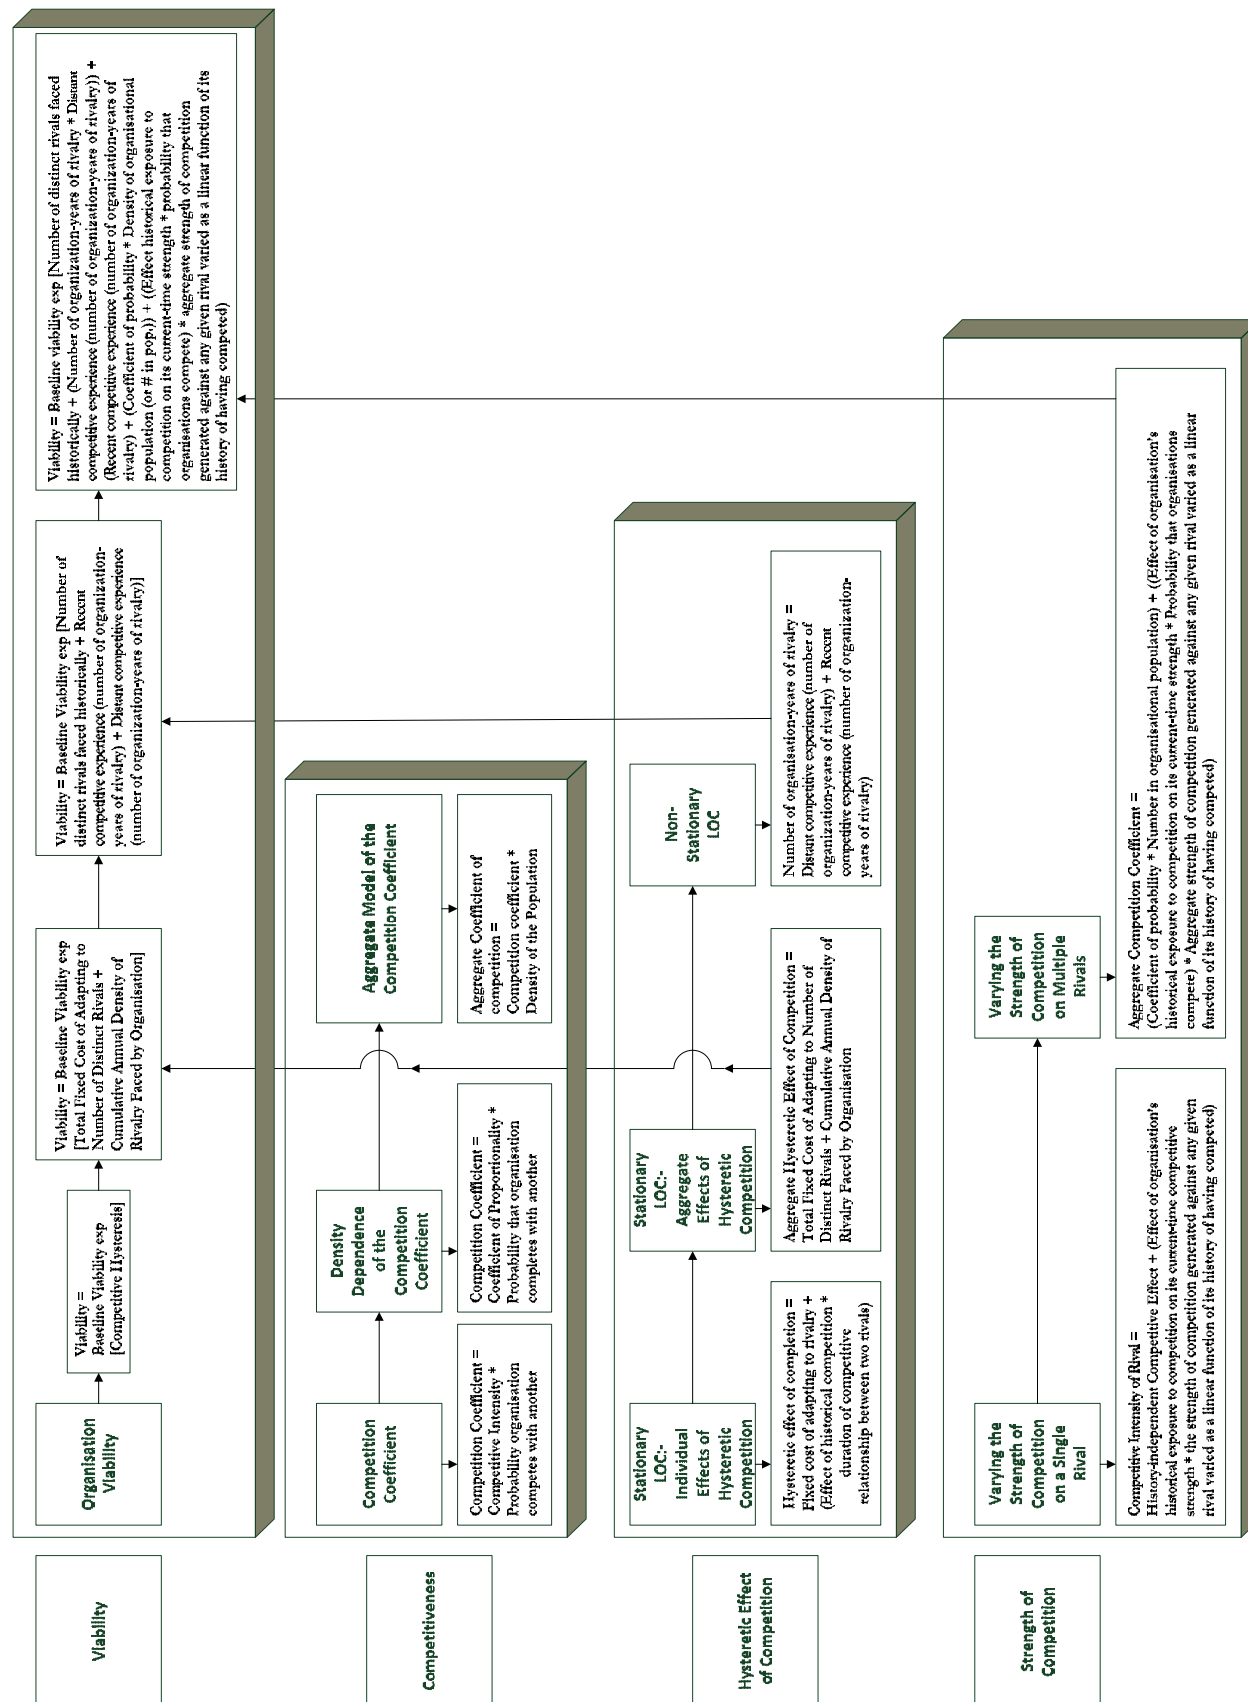 Viability
Organisation
Viability
Viability =
Baseline Viability exp
[Competitive Hysteresis]
Viability = Baseline Viability exp
[Total Fixed Cost of Adapting to
Number of Distinct Rivals +
Cumulative Annual Density of
Rivalry Faced by Organisation]
Viability = Baseline Viability exp [Number of
distinct rivals faced historically + Recent
competitive experience (number of organization-
years of rivalry) + Distant competitive experience
(number of organization-years of rivalry)]
Viability = Baseline viability exp [Number of distinct rivals faced
historically + (Number of organization-years of rivalry * Distant
competitive experience (number of organization-years of rivalry)) +
(Recent competitive experience (number of organization-years of
rivalry) + (Coefficient of probability * Density of organisational
population (or # in pop.)) + ((Effect historical exposure to
competition on its current-time strength * probability that
organisations compete) * aggregate strength of competition
generated against any given rival varied as a linear function of its
history of having competed)
Competitiveness
Competition
Coefficient
Competition Coefficient =
Competitive Intensity *
Probability organisation
competes with another
Density
Dependence
of the
Competition
Coefficient
Competition Coefficient =
Coefficient of Proportionality *
Probability that organisation
completes with another
Aggregate Model of the
Competition Coefficient
Aggregate Coefficient of
competition =
Competition coefficient *
Density of the Population
Hysteretic Effect
of Competition
Stationary
LOC:-
Individual
Effects of
Hysteretic
Competition
Hysteretic effect of completion =
Fixed cost of adapting to rivalry +
(Effect of historical competition *
duration of competitive
relationship between two rivals)
Stationary
LOC:-
Aggregate
Effects of
Hysteretic
Competition
Aggregate Hysteretic Effect of Competition =
Total Fixed Cost of Adapting to Number of
Distinct Rivals + Cumulative Annual Density of
Rivalry Faced by Organisation
Non-
Stationary
LOC
Number of organisation-years of rivalry =
Distant competitive experience (number of
organization-years of rivalry) + Recent
competitive experience (number of organization-
years of rivalry)
Strength of
Competition
Varying the
Strength of
Competition
on a Single
Rival
Competitive Intensity of Rival =
History-independent Competitive Effect + (Effect of organisation's
historical exposure to competition on its current-time competitive
strength * the strength of competition generated against any given
rival varied as a linear function of its history of having competed)
Varying the
Strength of
Competition
on Multiple
Rivals
Aggregate Competition Coefficient =
(Coefficient of probability * Number in organisational population) + ((Effect of organisation's
historical exposure to competition on its current-time strength * Probability that organisations
compete) * Aggregate strength of competition generated against any given rival varied as a linear
function of its history of having competed)